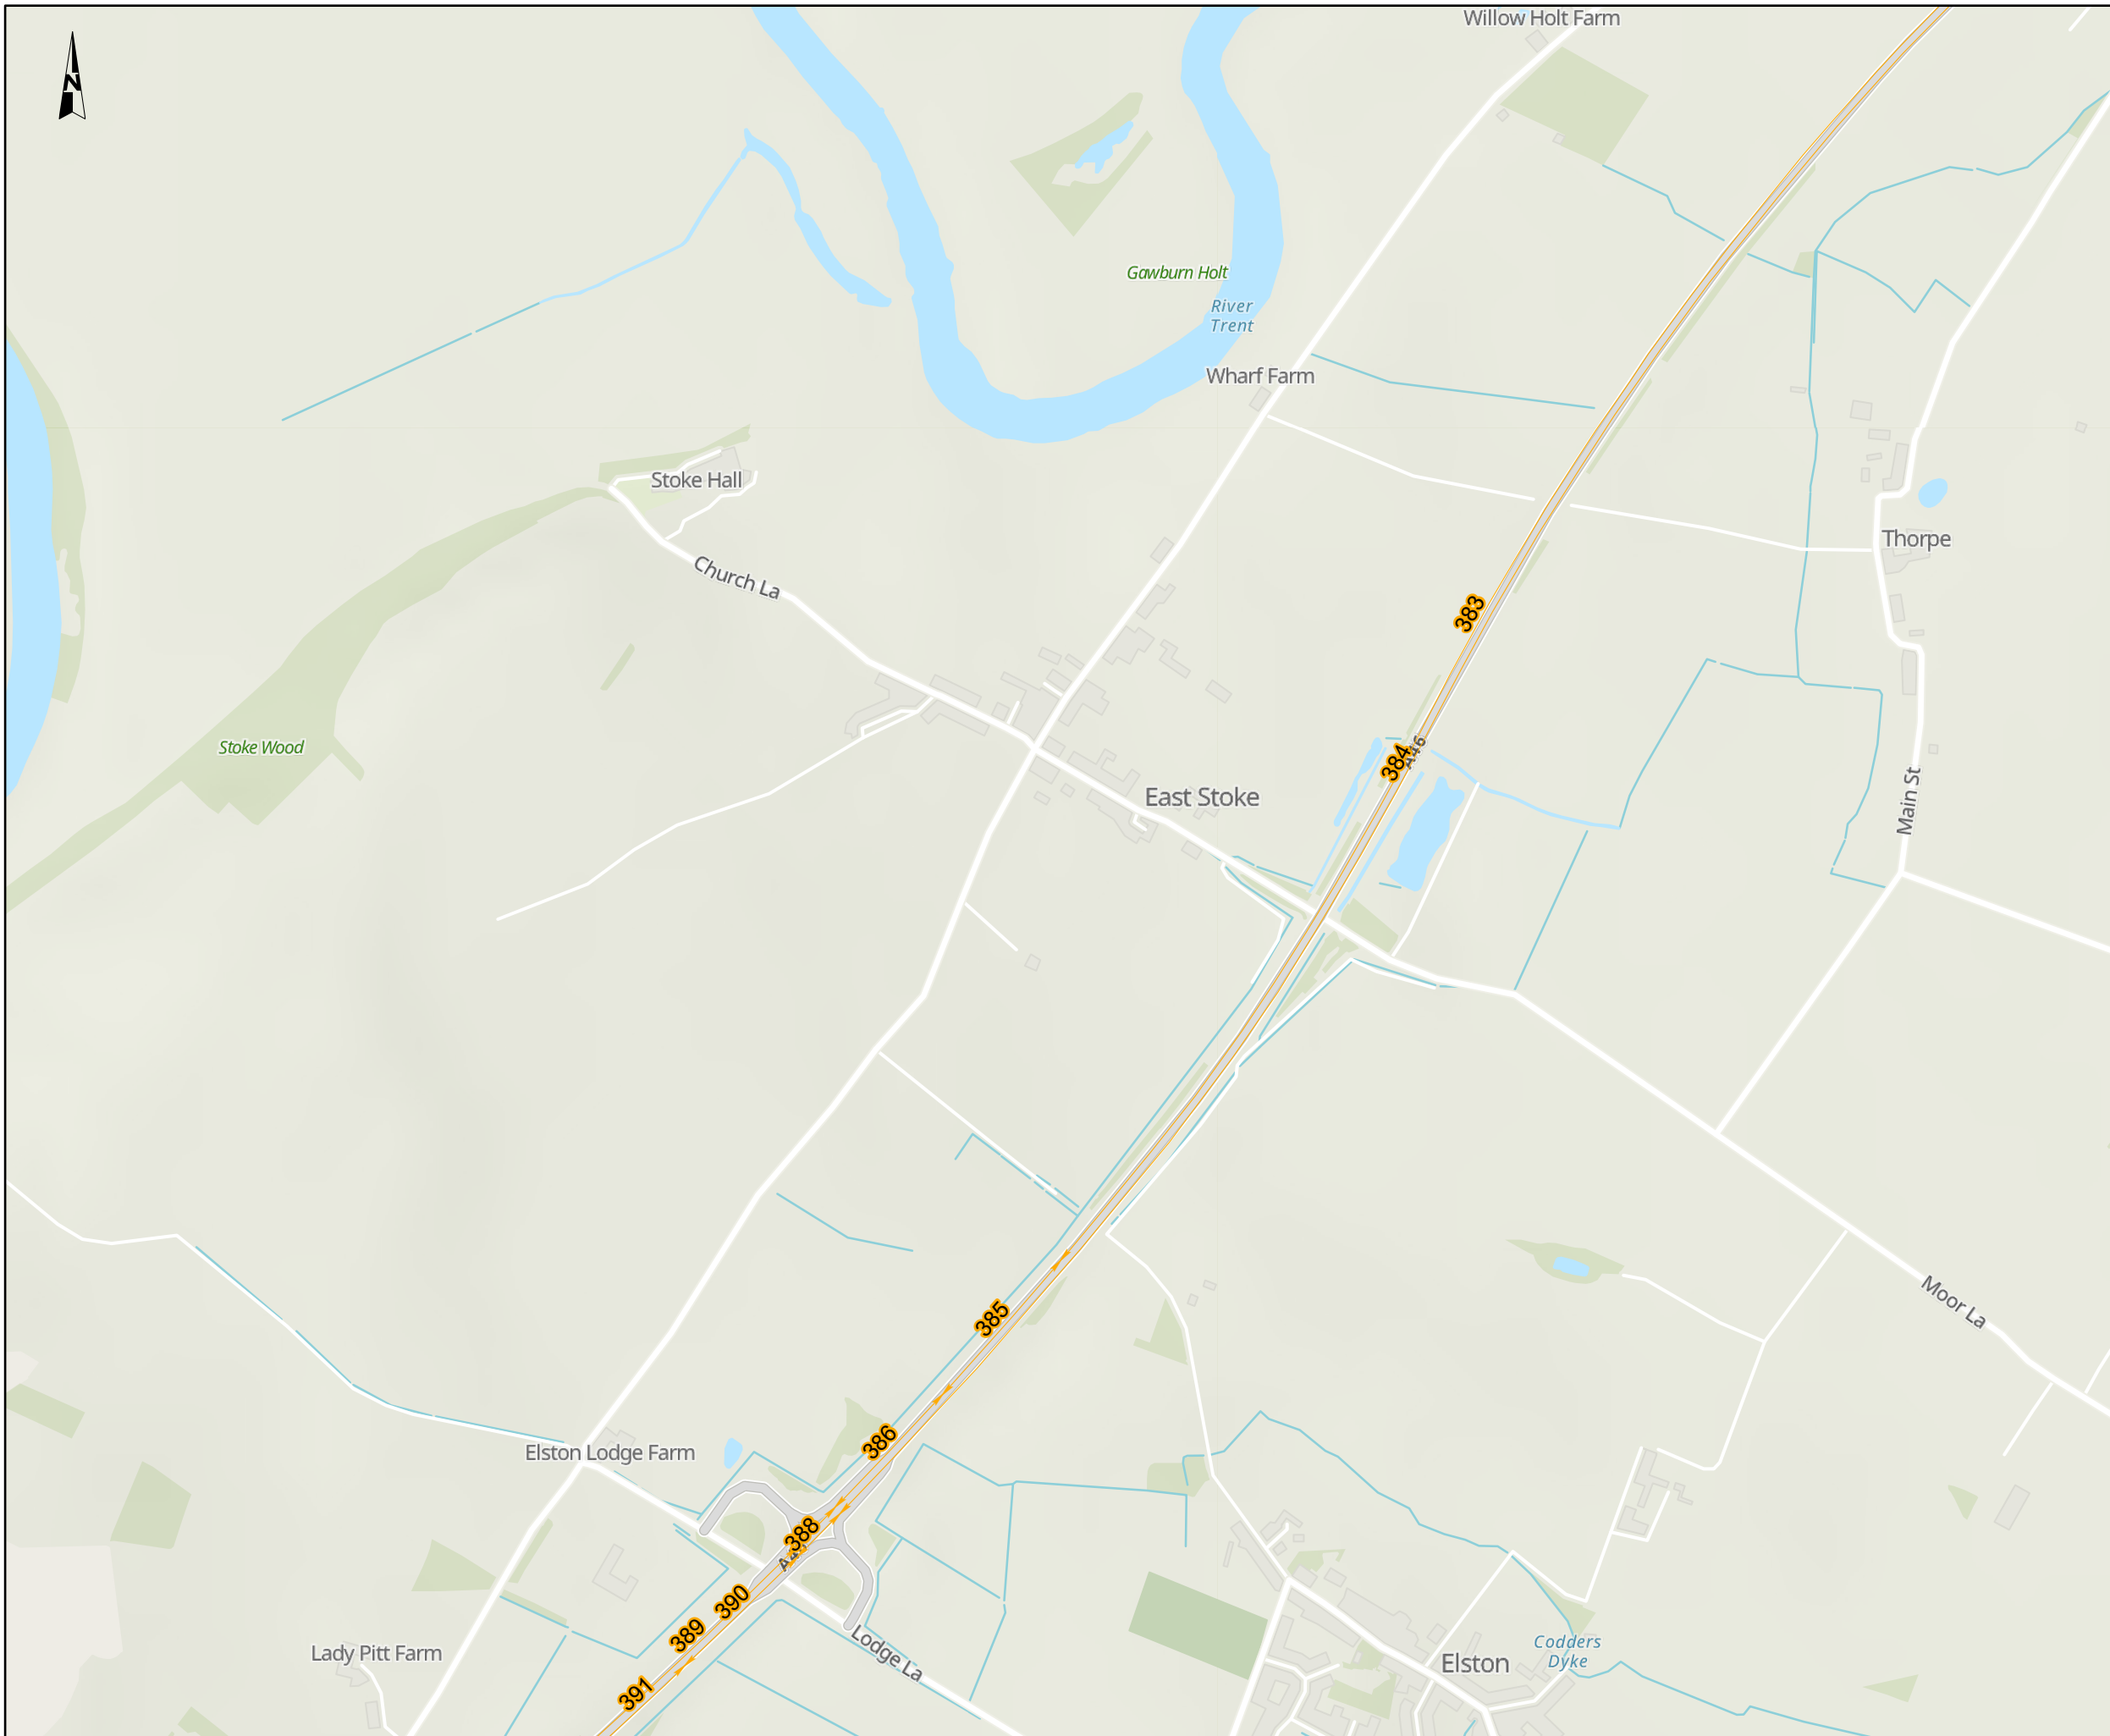 Willow Holt Farm
N
Gawburn Holt
River
Trent
Wharf Farm
Stoke Hall
Thorpe
Church La
383
Stoke Wood
384
A46
East Stoke
Main St
Moor La
385
386
Elston Lodge Farm
388
390
389
Lady Pitt Farm
Lodge La
Codders
Dyke
Elston
391